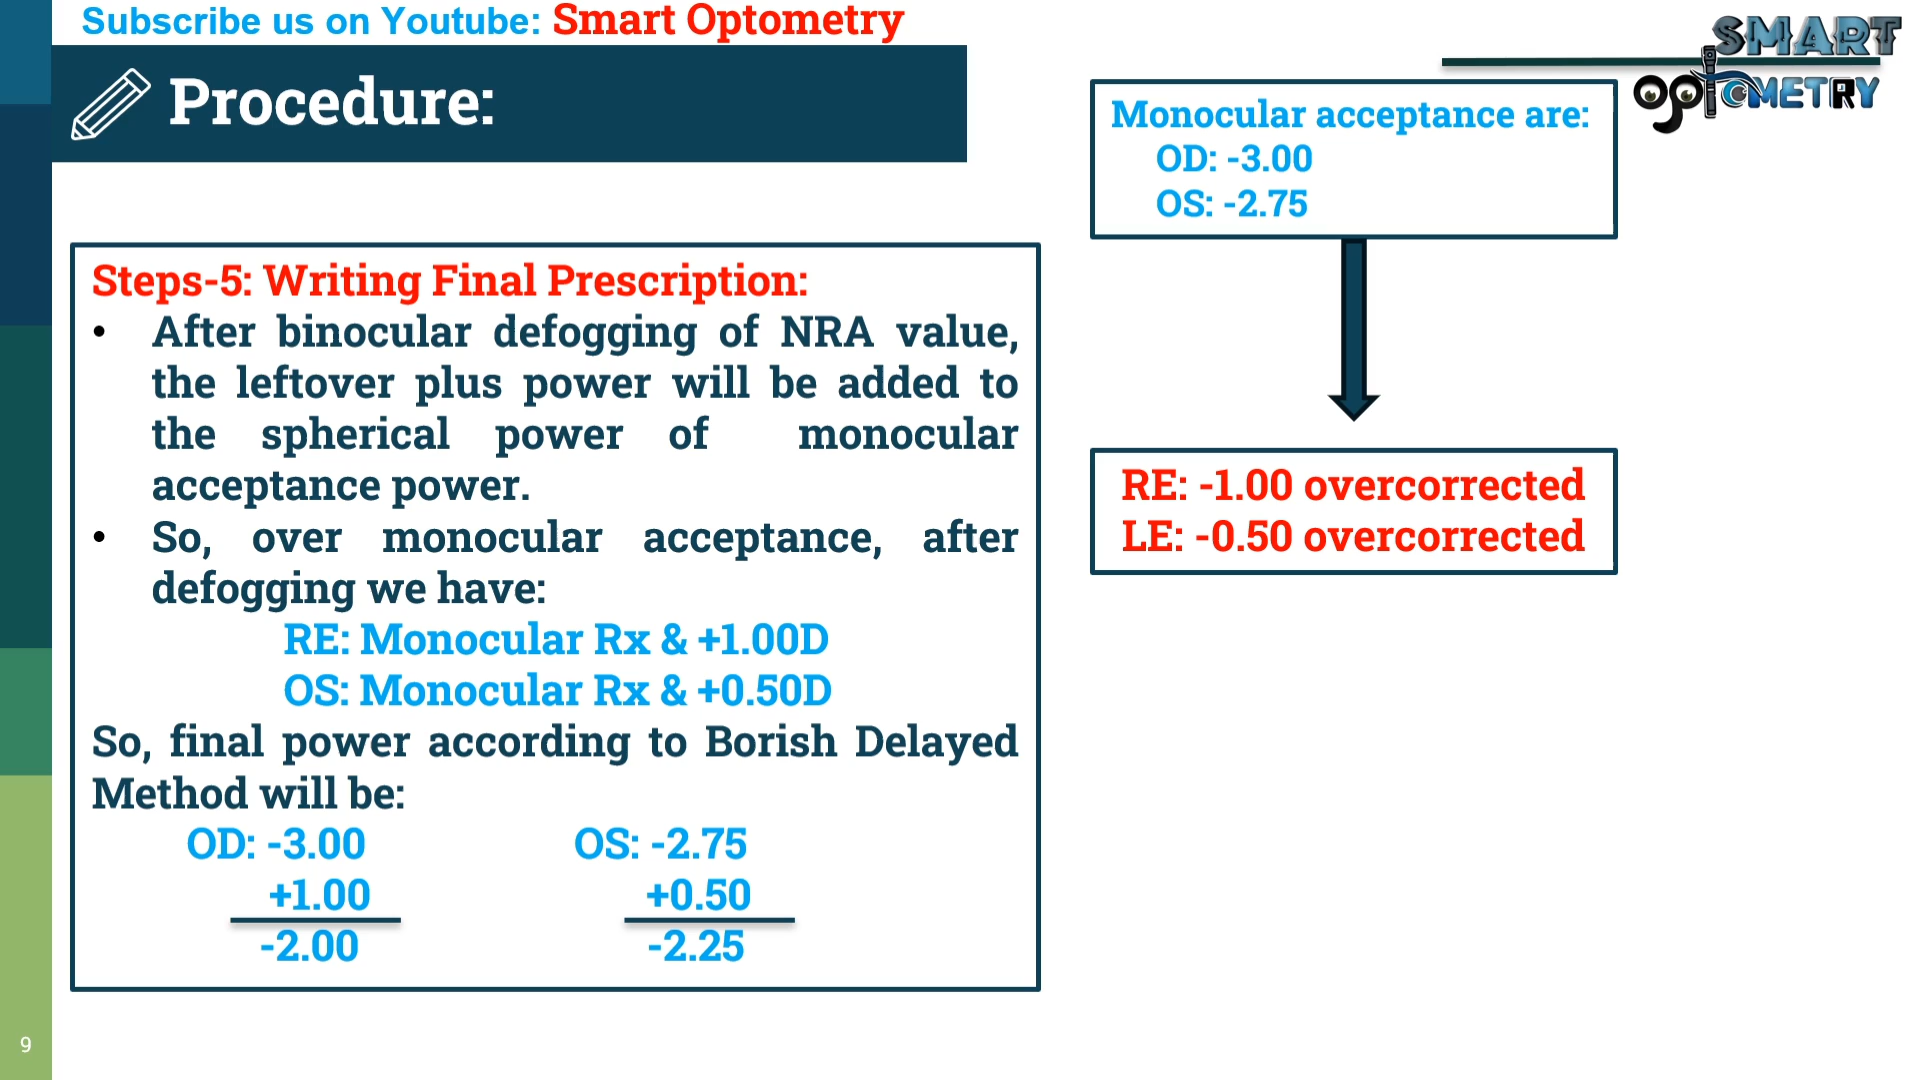 Subscribe us on Youtube: Smart Optometry
Procedure:
SMART
OptOMETRY
Monocular acceptance are:
OD: -3.00
OS: -2.75
RE: -1.00 overcorrected
LE: -0.50 overcorrected
Steps-5: Writing Final Prescription:
• After binocular defogging of NRA value,
the leftover plus power will be added to
the spherical power of monocular
acceptance power.
• So, over monocular acceptance, after
defogging we have:
RE: Monocular Rx & +1.00D
OS: Monocular Rx & +0.50D
So, final power according to Borish Delayed
Method will be:
OD: -3.00 OS: -2.75
+1.00 +0.50
-2.00 -2.25
9